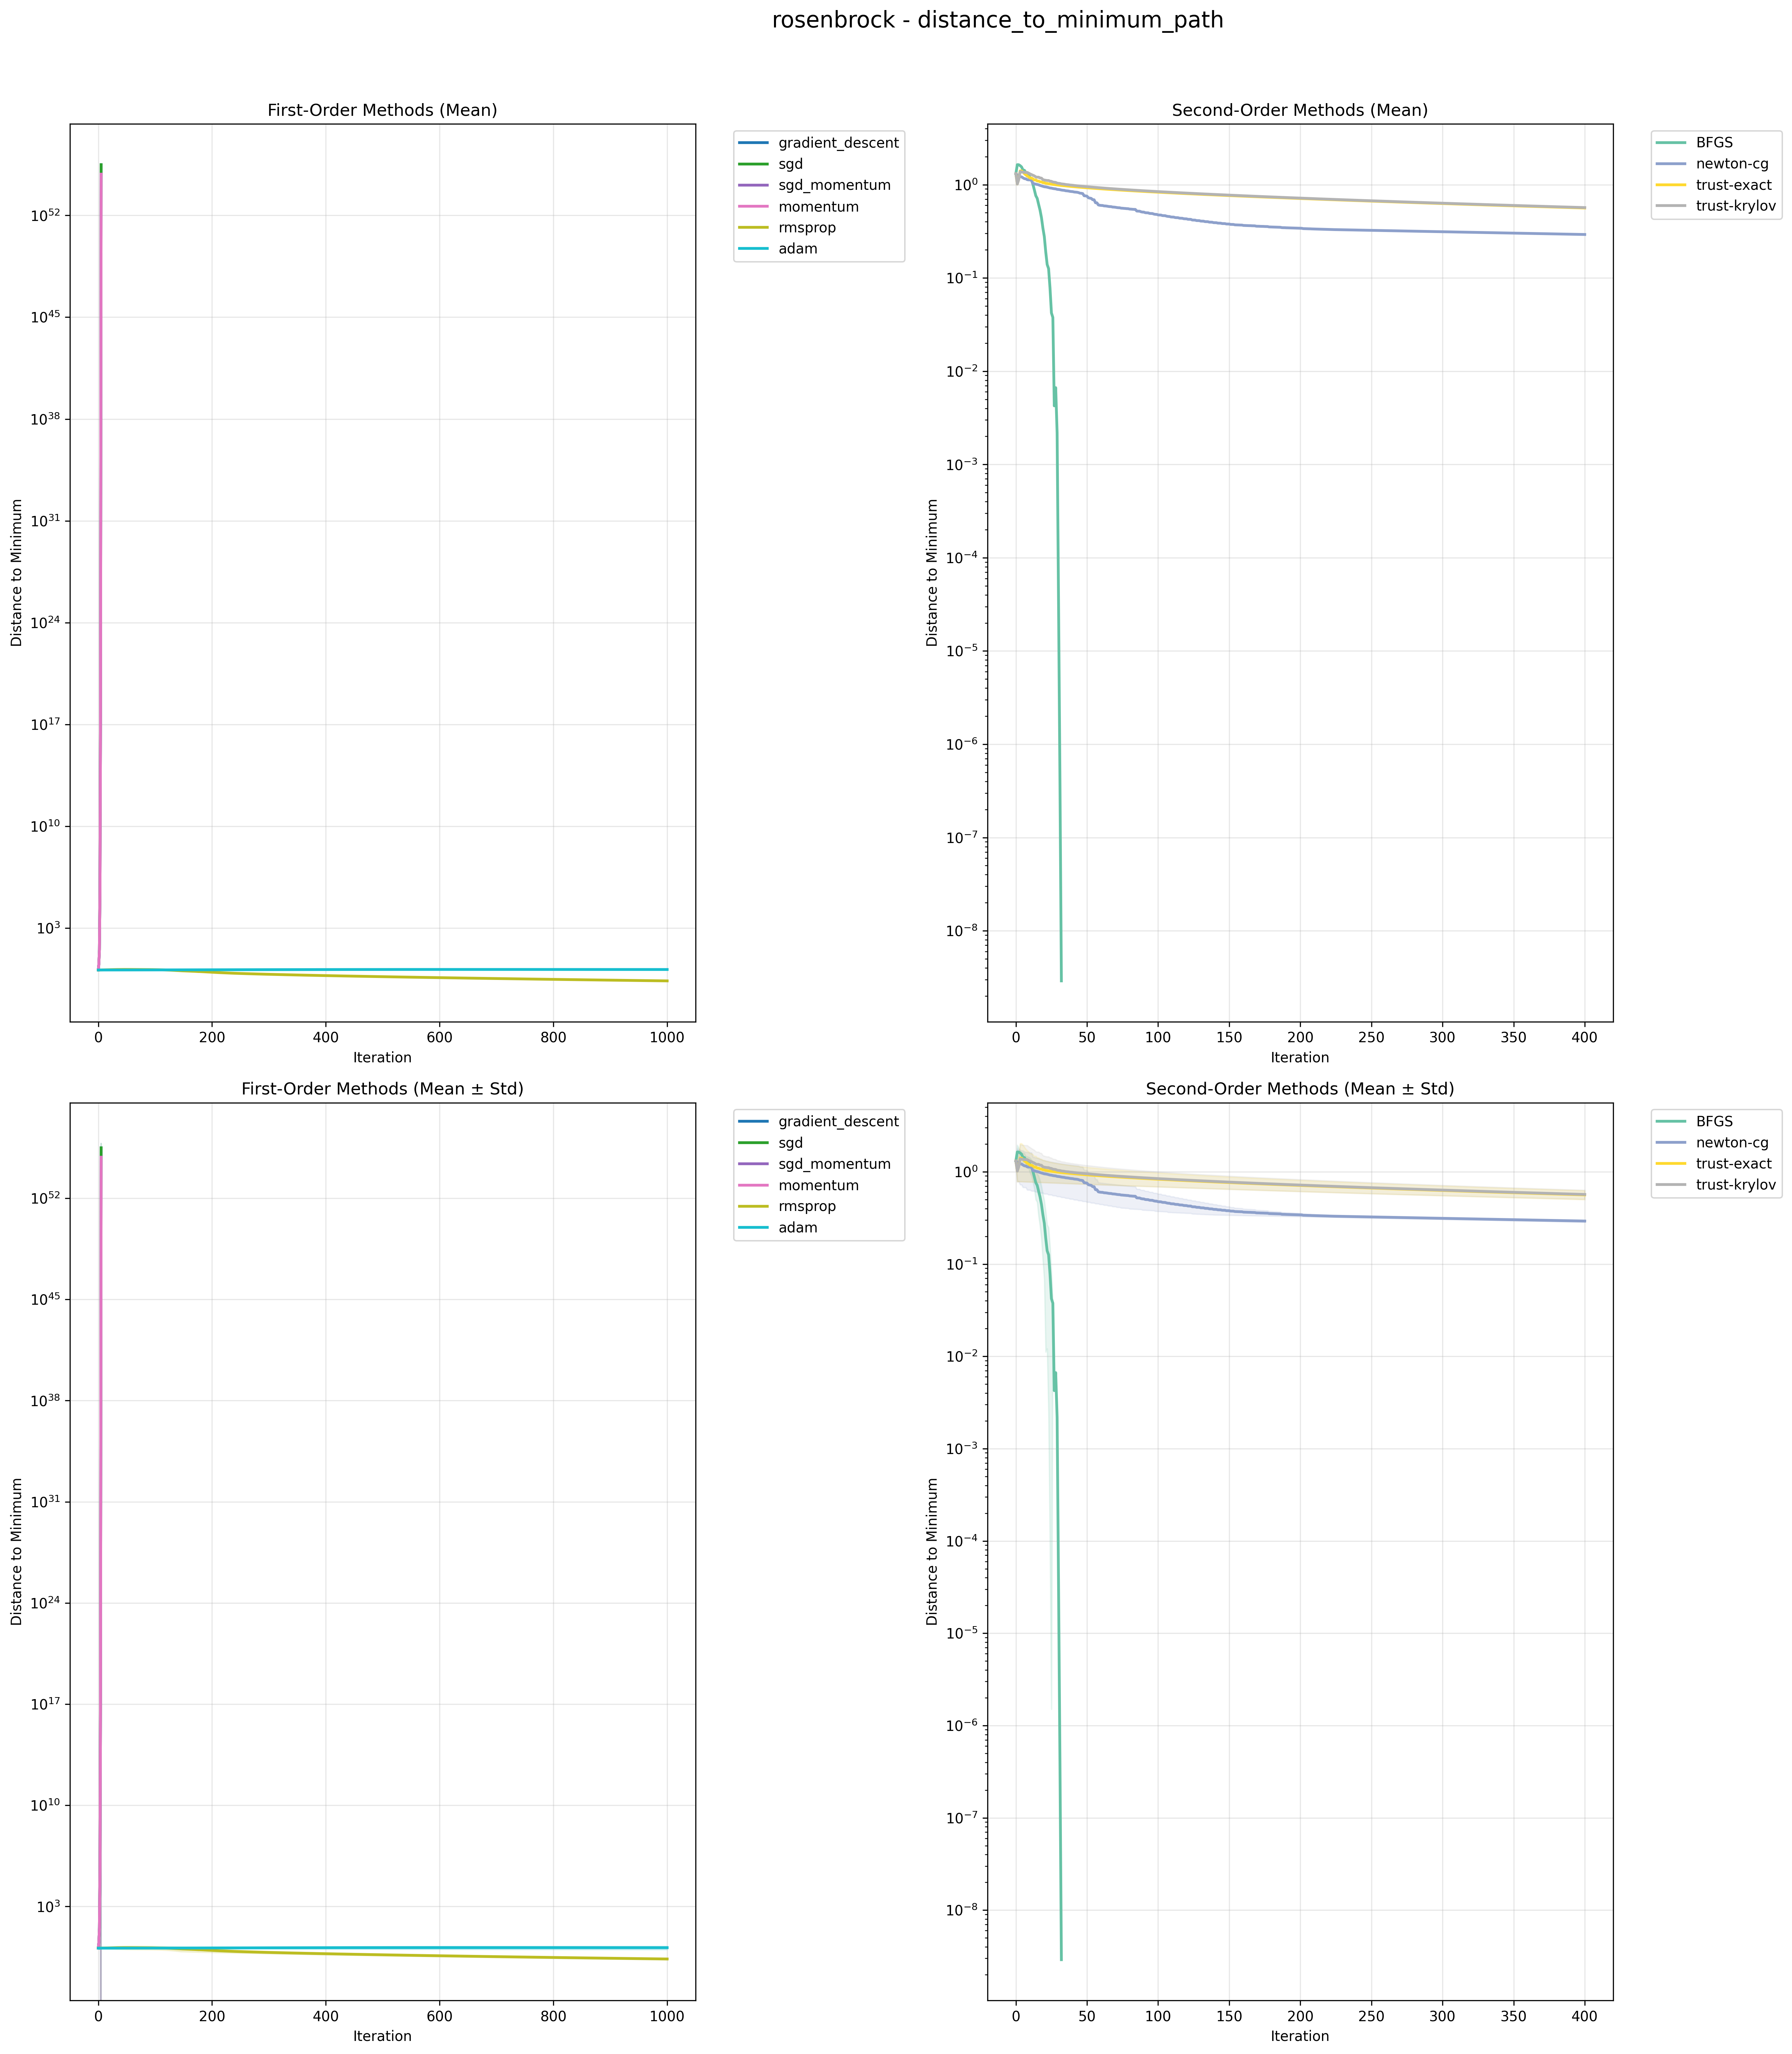 rosenbrock - distance_to_minimum_path
First-Order Methods (Mean)
Distance to Minimum
10^52
10^45
10^38
10^31
10^24
10^17
10^10
10^3
0 200 400 600 800 1000
Iteration
gradient_descent
sgd
sgd_momentum
momentum
rmsprop
adam
Second-Order Methods (Mean)
Distance to Minimum
10^0
10^-1
10^-2
10^-3
10^-4
10^-5
10^-6
10^-7
10^-8
0 50 100 150 200 250 300 350 400
Iteration
BFGS
newton-cg
trust-exact
trust-krylov
First-Order Methods (Mean ± Std)
Distance to Minimum
10^52
10^45
10^38
10^31
10^24
10^17
10^10
10^3
0 200 400 600 800 1000
Iteration
gradient_descent
sgd
sgd_momentum
momentum
rmsprop
adam
Second-Order Methods (Mean ± Std)
Distance to Minimum
10^0
10^-1
10^-2
10^-3
10^-4
10^-5
10^-6
10^-7
10^-8
0 50 100 150 200 250 300 350 400
Iteration
BFGS
newton-cg
trust-exact
trust-krylov